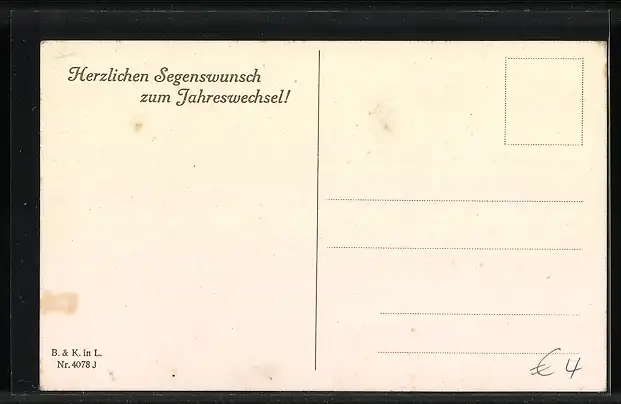 Herzlichen Segenswunsch
zum Jahreswechsel!
B. & K. in L.
Nr. 4078 J
€ 4